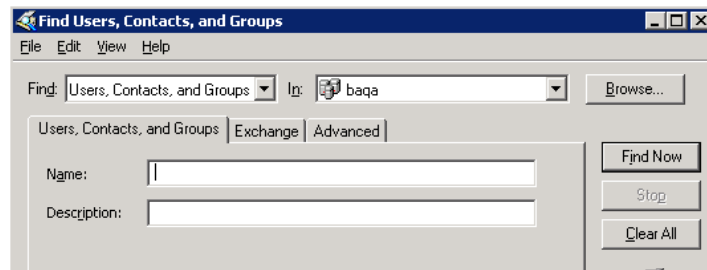 Find Users, Contacts, and Groups
File Edit View Help
Find: Users, Contacts, and Groups In: baqa Browse...
Users, Contacts, and Groups Exchange Advanced
Find Now
Name:
Stop
Description:
Clear All